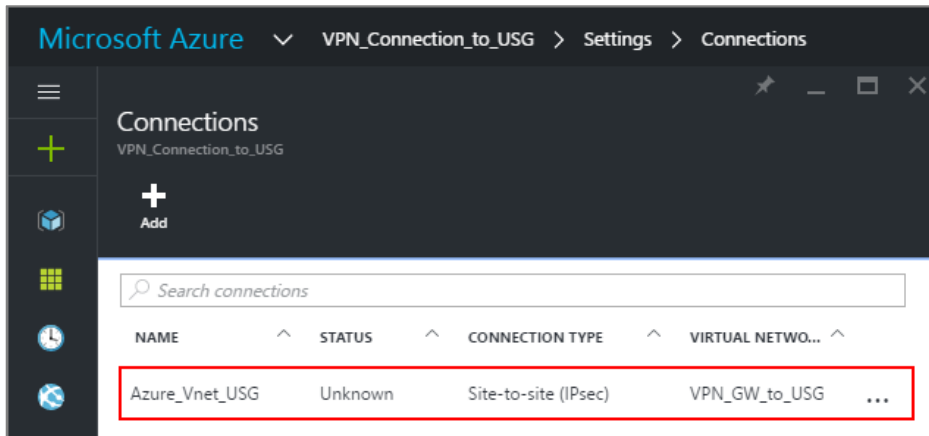 Microsoft Azure VPN_Connection_to_USG > Settings > Connections
Connections
VPN_Connection_to_USG
Add
Search connections
NAME STATUS CONNECTION TYPE VIRTUAL NETWO...
Azure_Vnet_USG Unknown Site-to-site (IPsec) VPN_GW_to_USG ...